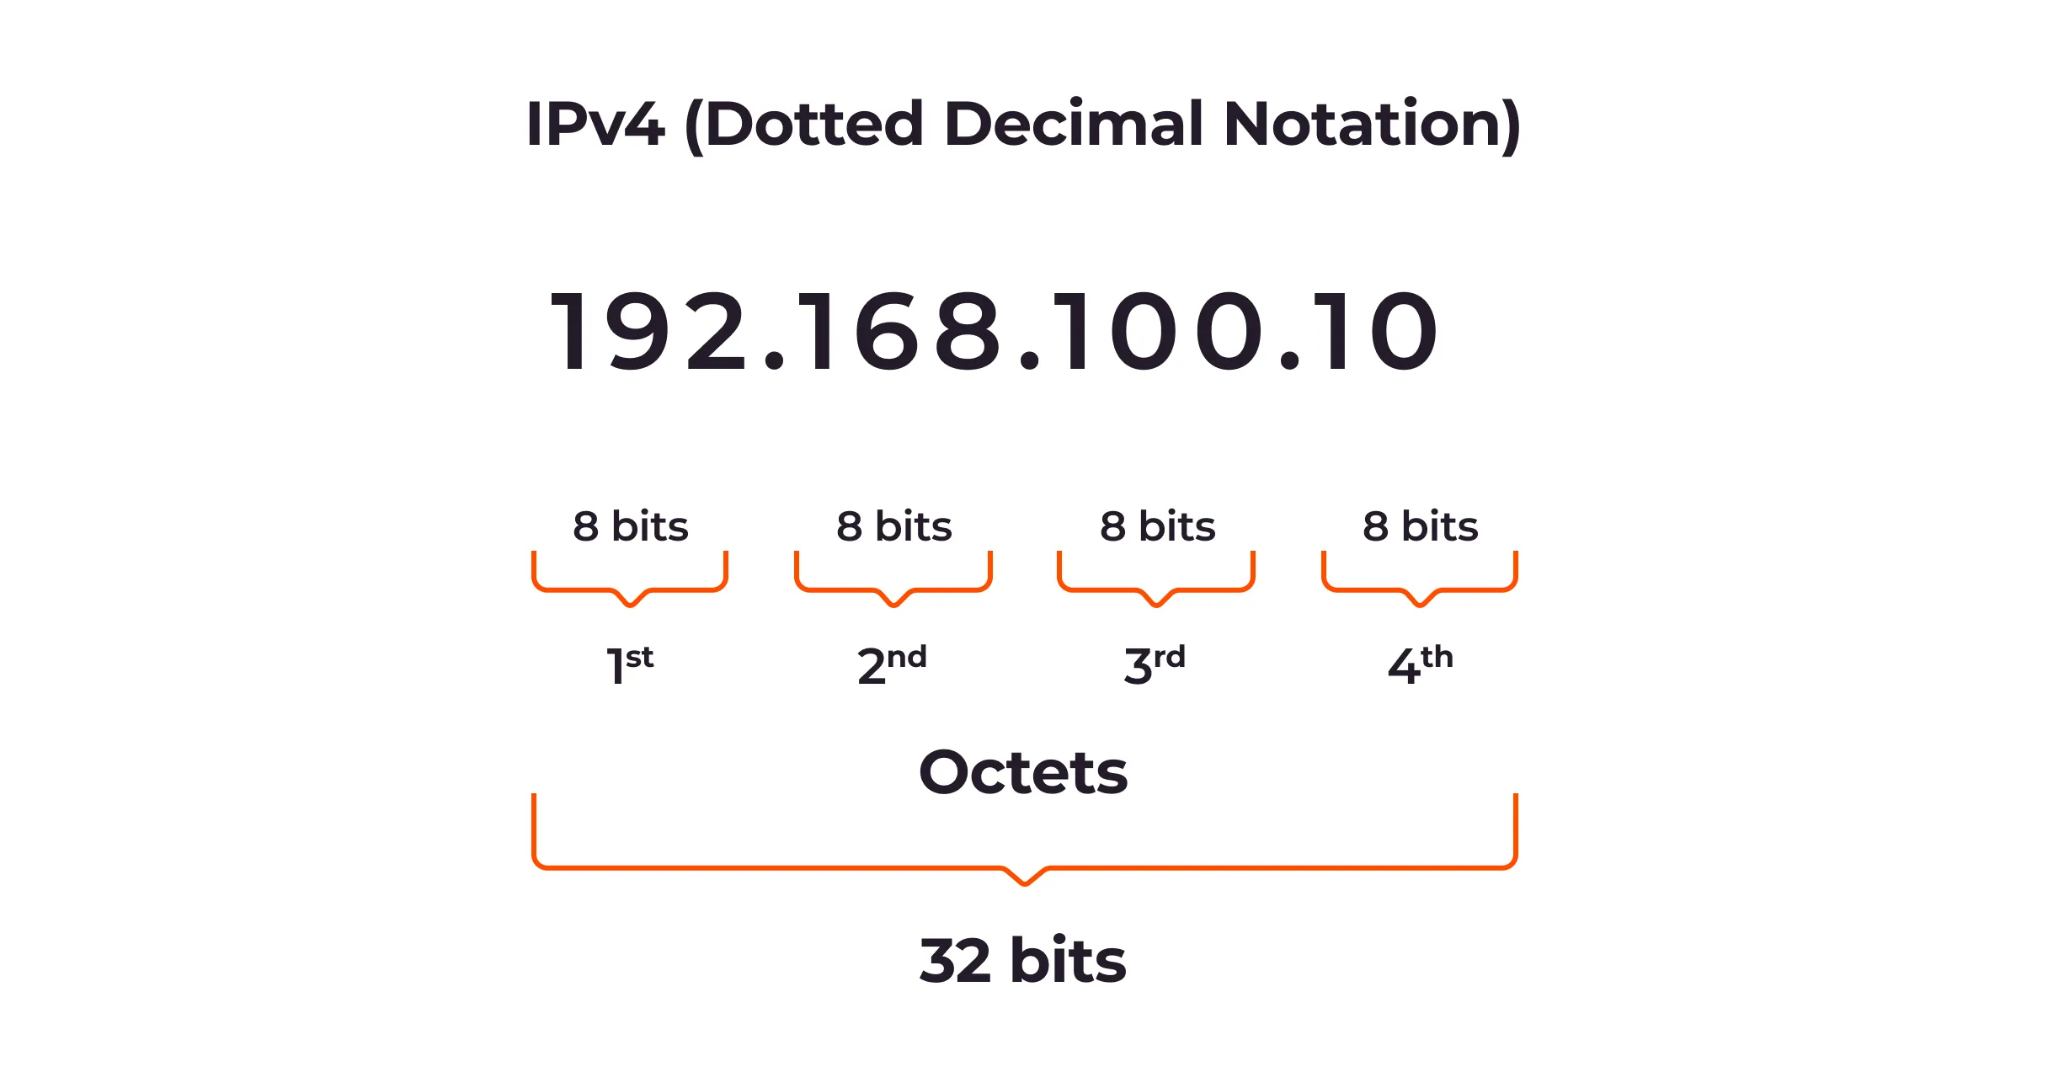 IPv4 (Dotted Decimal Notation)
192.168.100.10
8 bits 8 bits 8 bits 8 bits
1st 2nd 3rd 4th
Octets
32 bits